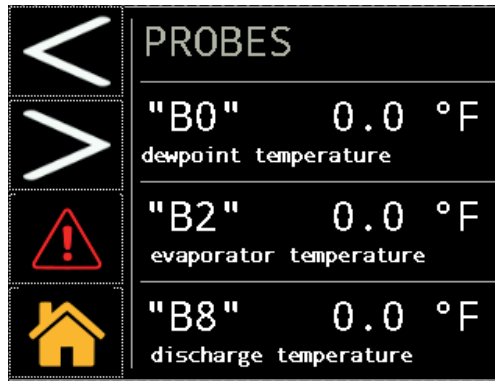 PROBES
"B0" 0.0 °F
dewpoint temperature
"B2" 0.0 °F
evaporator temperature
"B8" 0.0 °F
discharge temperature